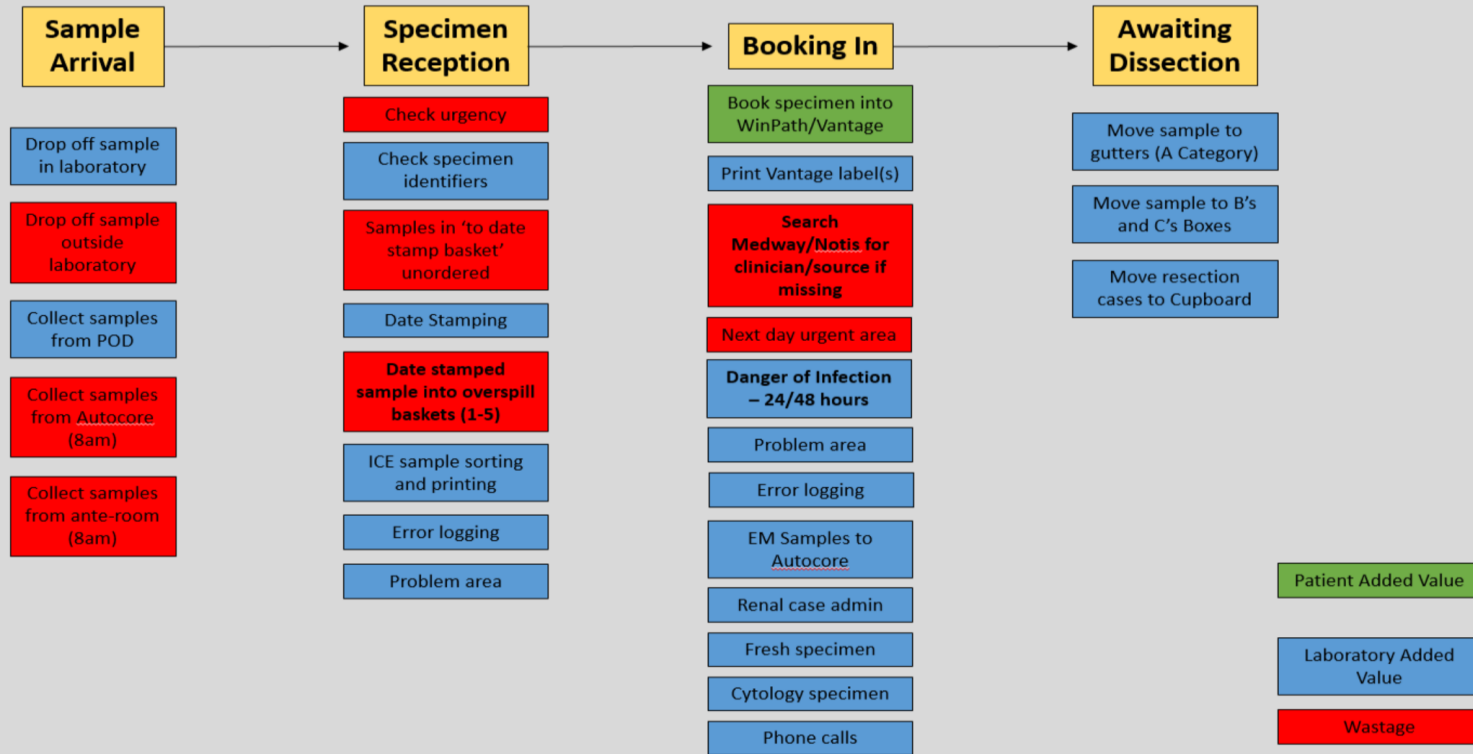 Sample
Arrival
Drop off sample
in laboratory
Drop off sample
outside
laboratory
Collect samples
from POD
Collect samples
from Autocore
(8am)
Collect samples
from ante-room
(8am)
Specimen
Reception
Check urgency
Check specimen
identifiers
Samples in ‘to date
stamp basket’
unordered
Date Stamping
Date stamped
sample into overspill
baskets (1-5)
ICE sample sorting
and printing
Error logging
Problem area
Booking In
Book specimen into
WinPath/Vantage
Print Vantage label(s)
Search
Medway/Notis for
clinician/source if
missing
Next day urgent area
Danger of Infection
– 24/48 hours
Problem area
Error logging
EM Samples to
Autocore
Renal case admin
Fresh specimen
Cytology specimen
Phone calls
Awaiting
Dissection
Move sample to
gutters (A Category)
Move sample to B’s
and C’s Boxes
Move resection
cases to Cupboard
Patient Added Value
Laboratory Added
Value
Wastage